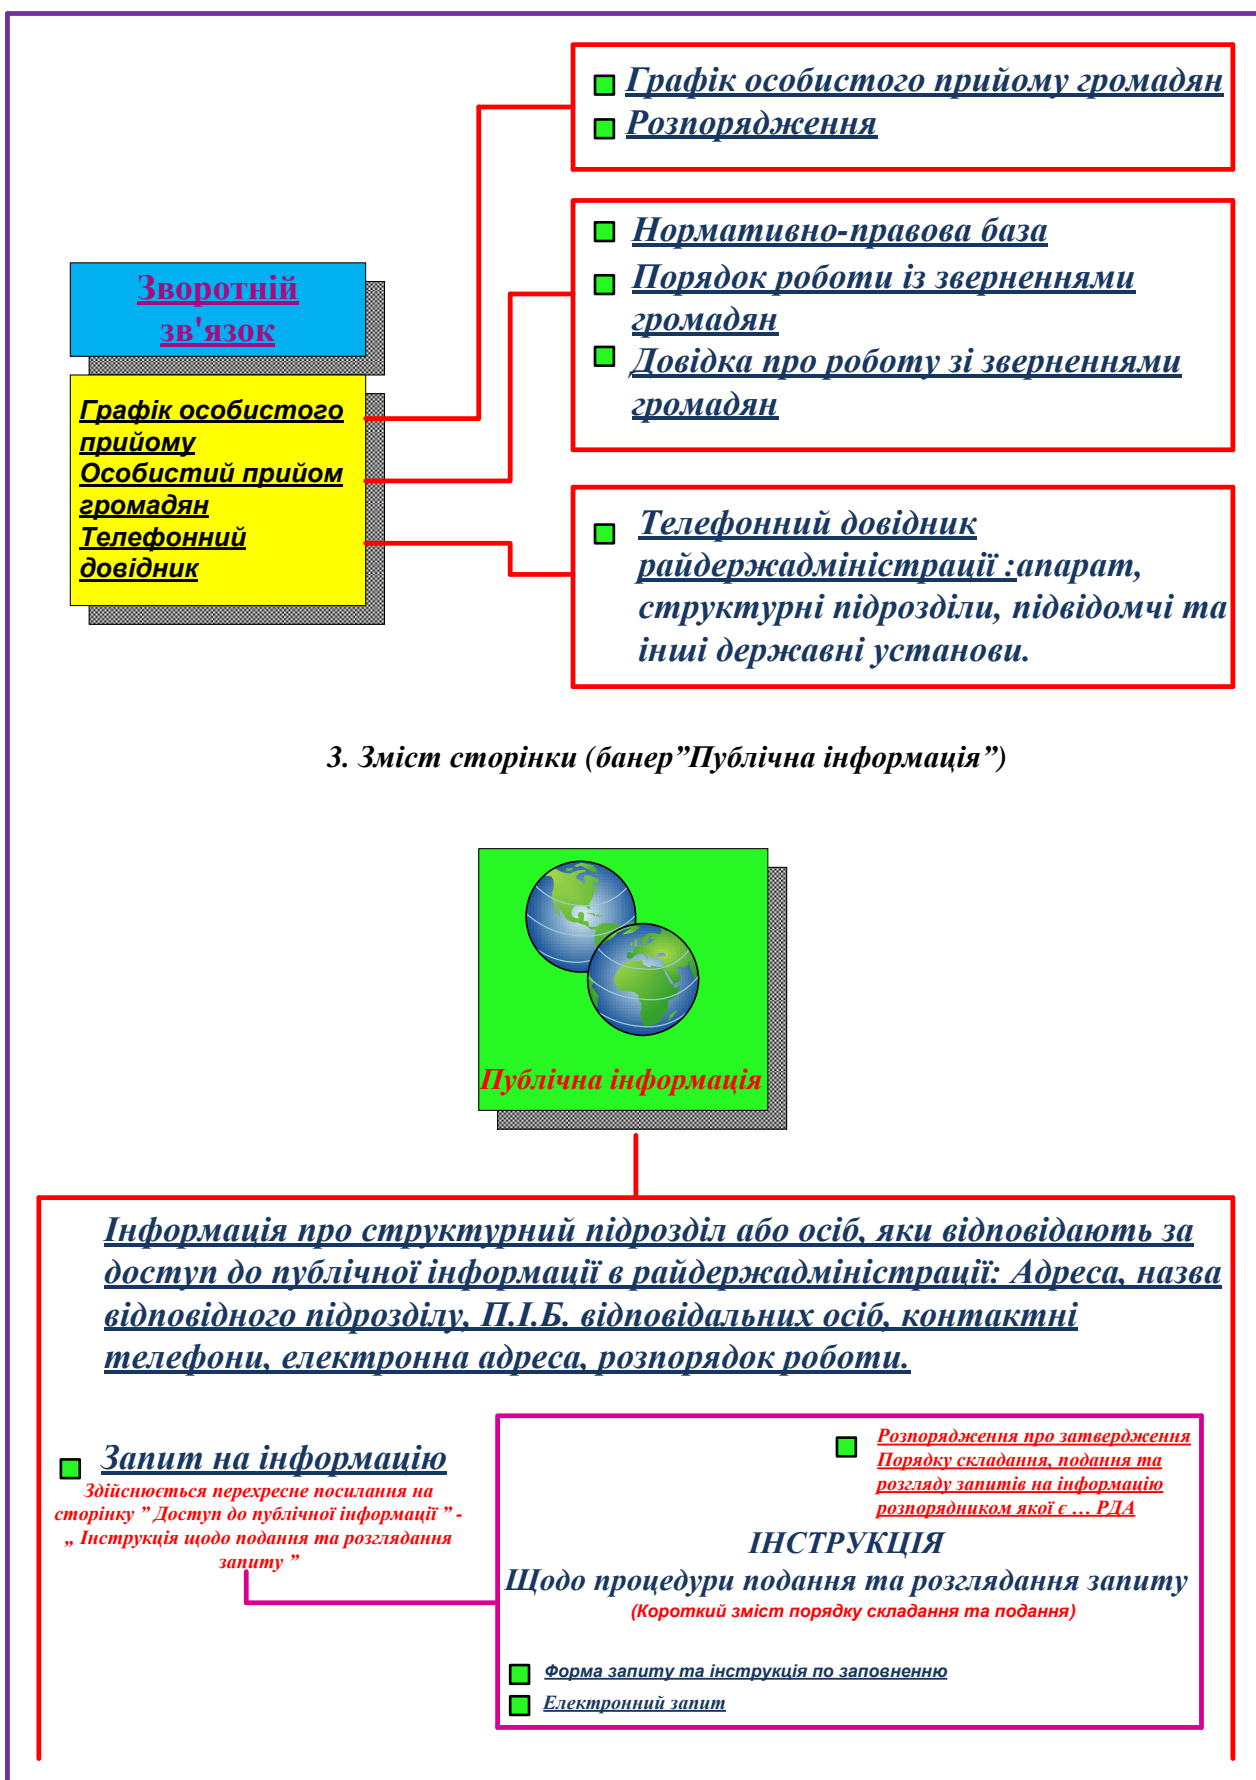 Графік особистого прийому громадян
Розпорядження
Нормативно-правова база
Порядок роботи із зверненнями
громадян
Довідка про роботу зі зверненнями
громадян
Зворотній
зв'язок
Графік особистого
прийому
Особистий прийом
громадян
Телефонний
довідник
Телефонний довідник
райдержадміністрації :апарат,
структурні підрозділи, підвідомчі та
інші державні установи.
3. Зміст сторінки (банер”Публічна інформація”)
Публічна інформація
Інформація про структурний підрозділ або осіб, яки відповідають за
доступ до публічної інформації в райдержадміністрації: Адреса, назва
відповідного підрозділу, П.І.Б. відповідальних осіб, контактні
телефони, електронна адреса, розпорядок роботи.
Запит на інформацію
Здійснюється перехресне посилання на
сторінку ” Доступ до публічної інформації ” -
„ Інструкція щодо подання та розглядання
запиту ”
Розпорядження про затвердження
Порядку складання, подання та
розгляду запитів на інформацію
розпорядником якої є … РДА
ІНСТРУКЦІЯ
Щодо процедури подання та розглядання запиту
(Короткий зміст порядку складання та подання)
Форма запиту та інструкція по заповненню
Електронний запит